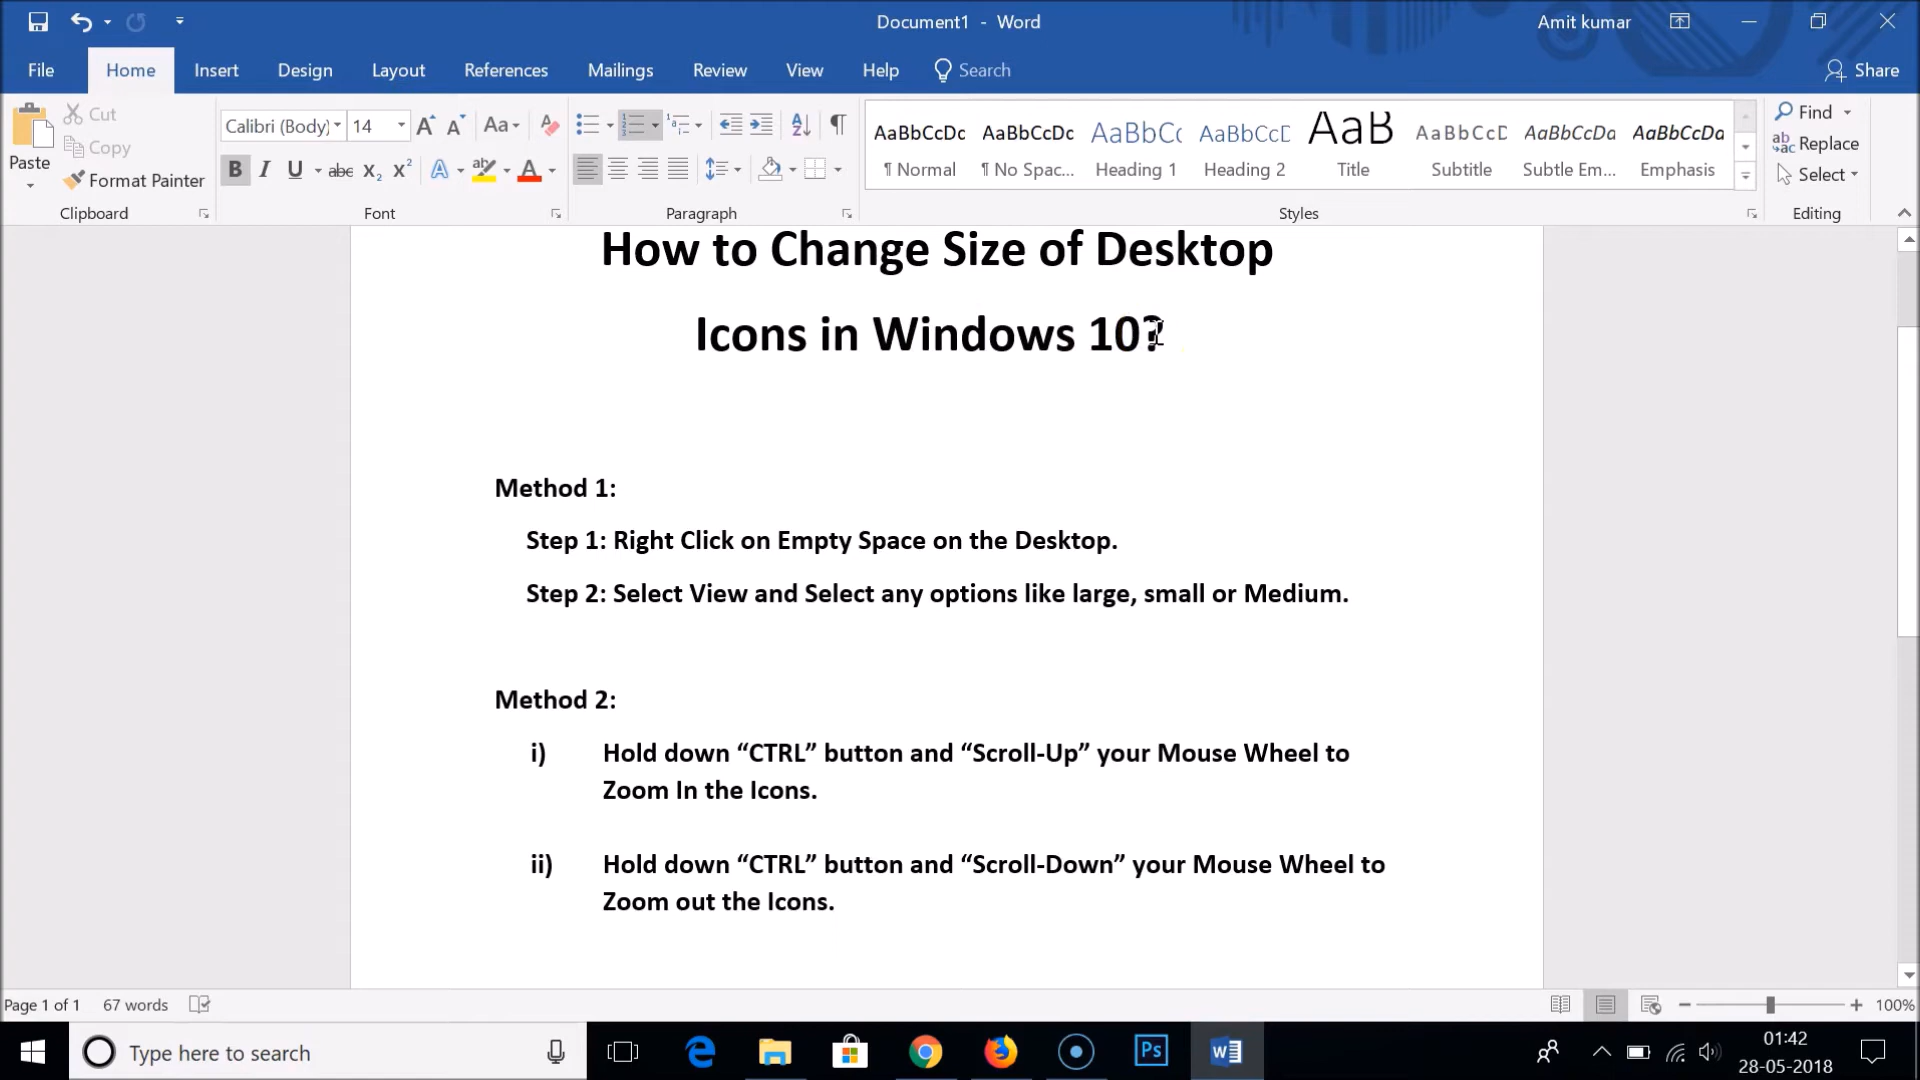 Document1 - Word
Amit kumar
File Home Insert Design Layout References Mailings Review View Help Search Share
Paste
Cut
Copy
Format Painter
Clipboard
Calibri (Body) 14
Font
Paragraph
AaBbCcDc AaBbCcDc AaBbCc AaBbCcD AaB AaBbCcD AaBbCcDa AaBbCcDa
¶ Normal ¶ No Spac... Heading 1 Heading 2 Title Subtitle Subtle Em... Emphasis
Styles
Find
Replace
Select
Editing
How to Change Size of Desktop
Icons in Windows 10?
Method 1:
Step 1: Right Click on Empty Space on the Desktop.
Step 2: Select View and Select any options like large, small or Medium.
Method 2:
i) Hold down “CTRL” button and “Scroll-Up” your Mouse Wheel to
Zoom In the Icons.
ii) Hold down “CTRL” button and “Scroll-Down” your Mouse Wheel to
Zoom out the Icons.
Page 1 of 1 67 words
100%
Type here to search
Ps
01:42
28-05-2018